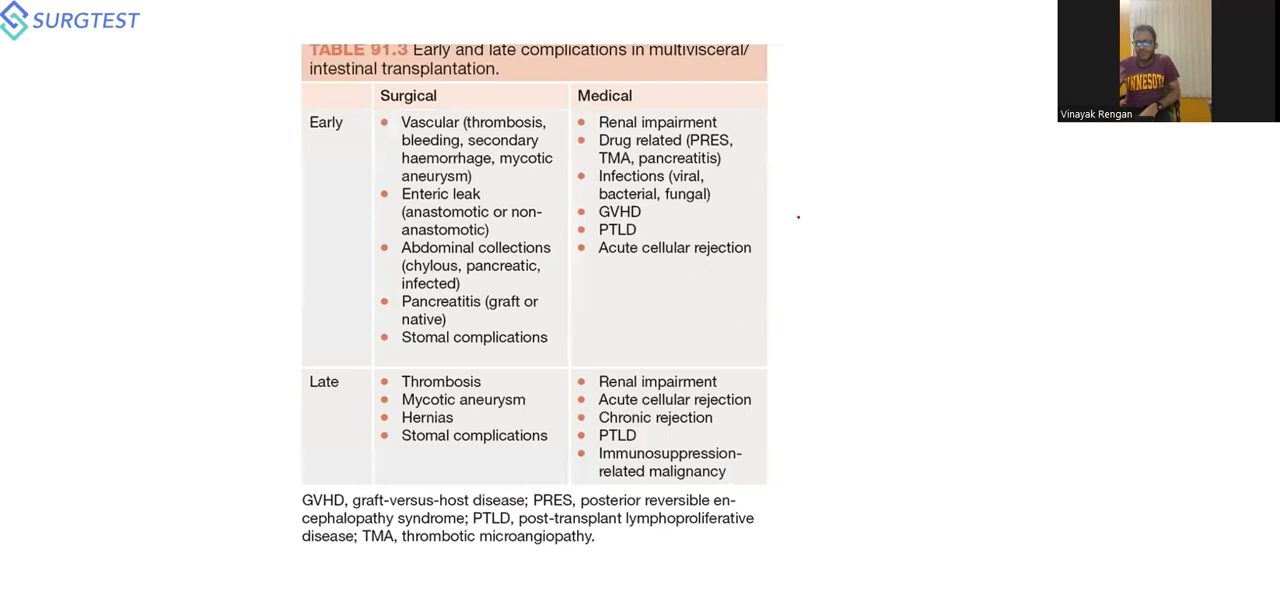 SURGTEST
TABLE 91.3 Early and late complications in multivisceral/
intestinal transplantation.
Surgical
Medical
Early
• Vascular (thrombosis,
bleeding, secondary
haemorrhage, mycotic
aneurysm)
• Enteric leak
(anastomotic or non-
anastomotic)
• Abdominal collections
(chylous, pancreatic,
infected)
• Pancreatitis (graft or
native)
• Stomal complications
• Renal impairment
• Drug related (PRES,
TMA, pancreatitis)
• Infections (viral,
bacterial, fungal)
• GVHD
• PTLD
• Acute cellular rejection
Late
• Thrombosis
• Mycotic aneurysm
• Hernias
• Stomal complications
• Renal impairment
• Acute cellular rejection
• Chronic rejection
• PTLD
• Immunosuppression-
related malignancy
GVHD, graft-versus-host disease; PRES, posterior reversible en-
cephalopathy syndrome; PTLD, post-transplant lymphoproliferative
disease; TMA, thrombotic microangiopathy.
INNESOT
Vinayak Rengan